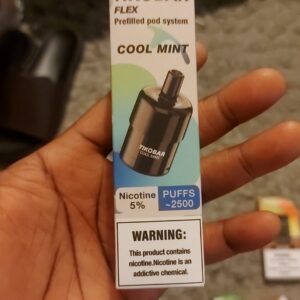 FLEX
Prefilled pod system
COOL MINT
TIKOBAR
Nicotine
5%
PUFFS
~2500
WARNING:
This product contains
nicotine.Nicotine is an
addictive chemical.